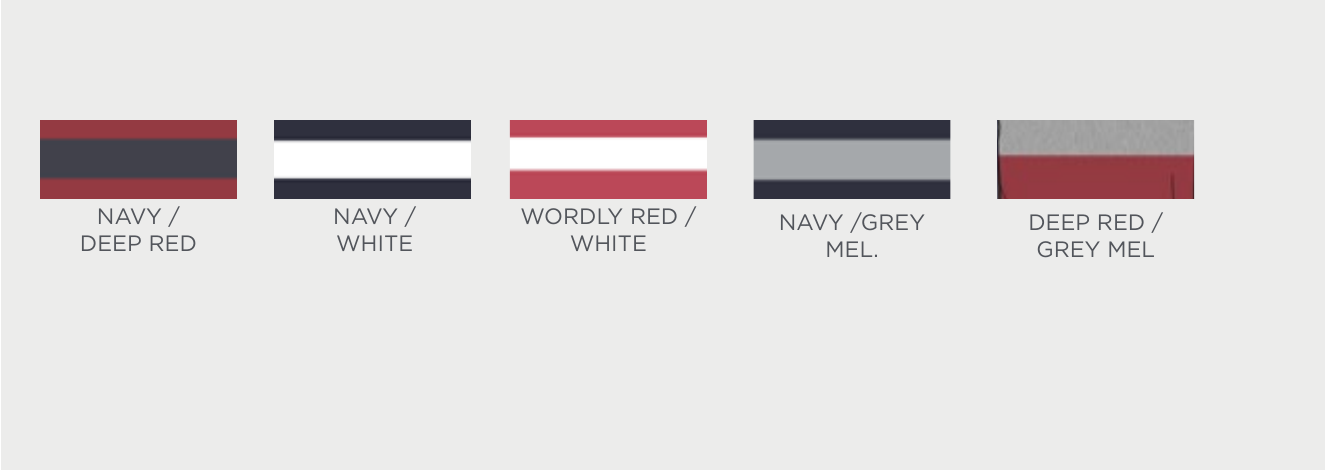 NAVY /
DEEP RED
NAVY /
WHITE
WORDLY RED /
WHITE
NAVY /GREY
MEL.
DEEP RED /
GREY MEL